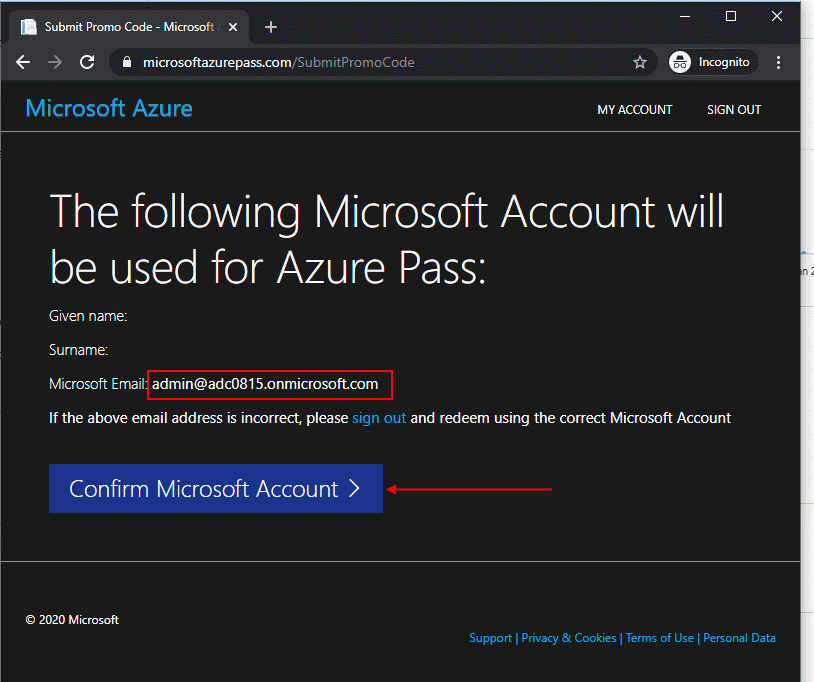 Submit Promo Code - Microsoft
microsoftazurepass.com/SubmitPromoCode
Incognito
Microsoft Azure
MY ACCOUNT
SIGN OUT
The following Microsoft Account will
be used for Azure Pass:
Given name:
Surname:
Microsoft Email: admin@adc0815.onmicrosoft.com
If the above email address is incorrect, please sign out and redeem using the correct Microsoft Account
Confirm Microsoft Account
© 2020 Microsoft
Support | Privacy & Cookies | Terms of Use | Personal Data